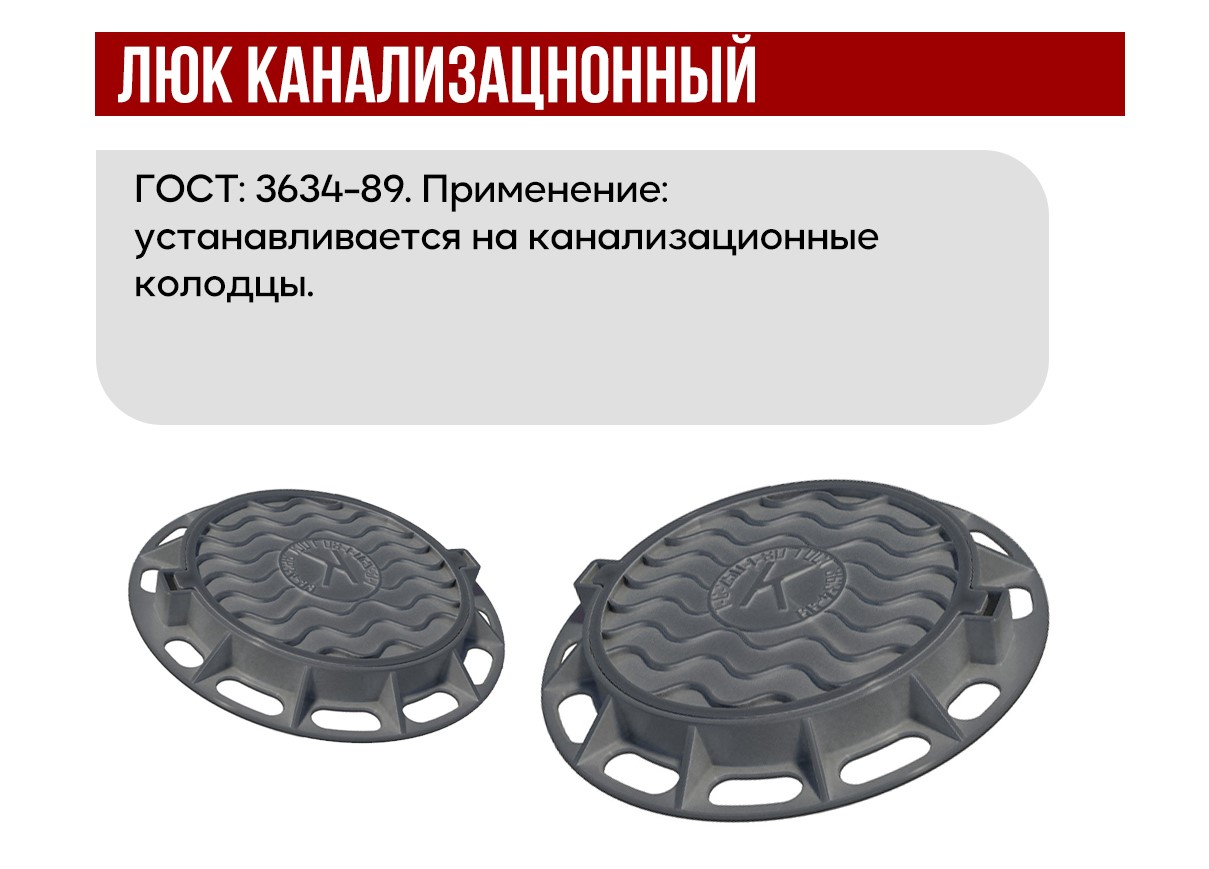 ЛЮК КАНАЛИЗАЦНОННЫЙ
ГОСТ: 3634-89. Применение:
устанавливается на канализационные
колодцы.
К
К